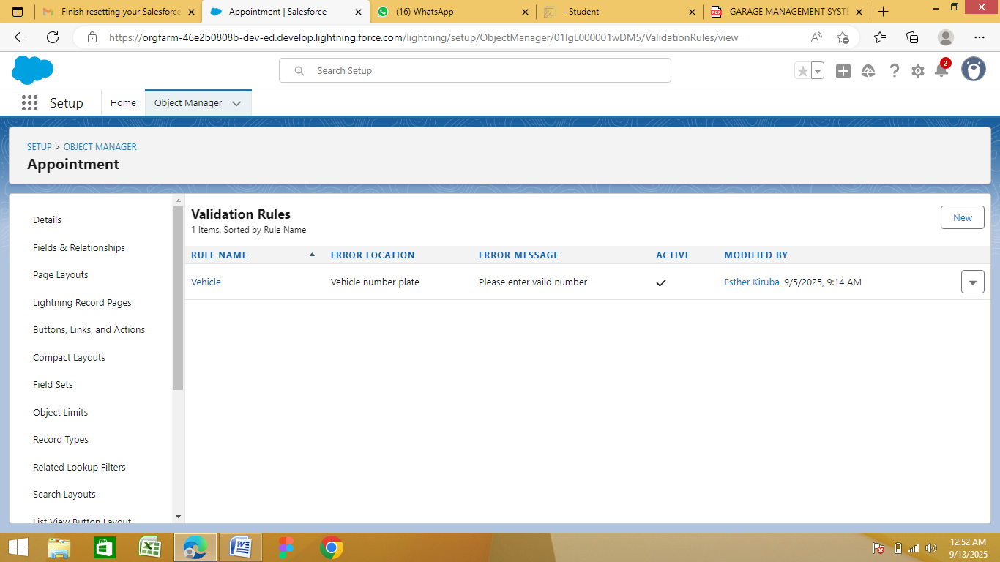 Finish resetting your Salesforce
Appointment | Salesforce
(16) WhatsApp
- Student
GARAGE MANAGEMENT SYSTE
https://orgfarm-46e2b0808b-dev-ed.develop.lightning.force.com/lightning/setup/ObjectManager/01IgL000001wDM5/ValidationRules/view
Search Setup
2
Setup
Home
Object Manager
SETUP > OBJECT MANAGER
Appointment
Details
Fields & Relationships
Page Layouts
Lightning Record Pages
Buttons, Links, and Actions
Compact Layouts
Field Sets
Object Limits
Record Types
Related Lookup Filters
Search Layouts
List View Button Layout
Validation Rules
1 Items, Sorted by Rule Name
New
RULE NAME ERROR LOCATION ERROR MESSAGE ACTIVE MODIFIED BY
Vehicle Vehicle number plate Please enter vaild number Esther Kiruba, 9/5/2025, 9:14 AM
12:52 AM
9/13/2025